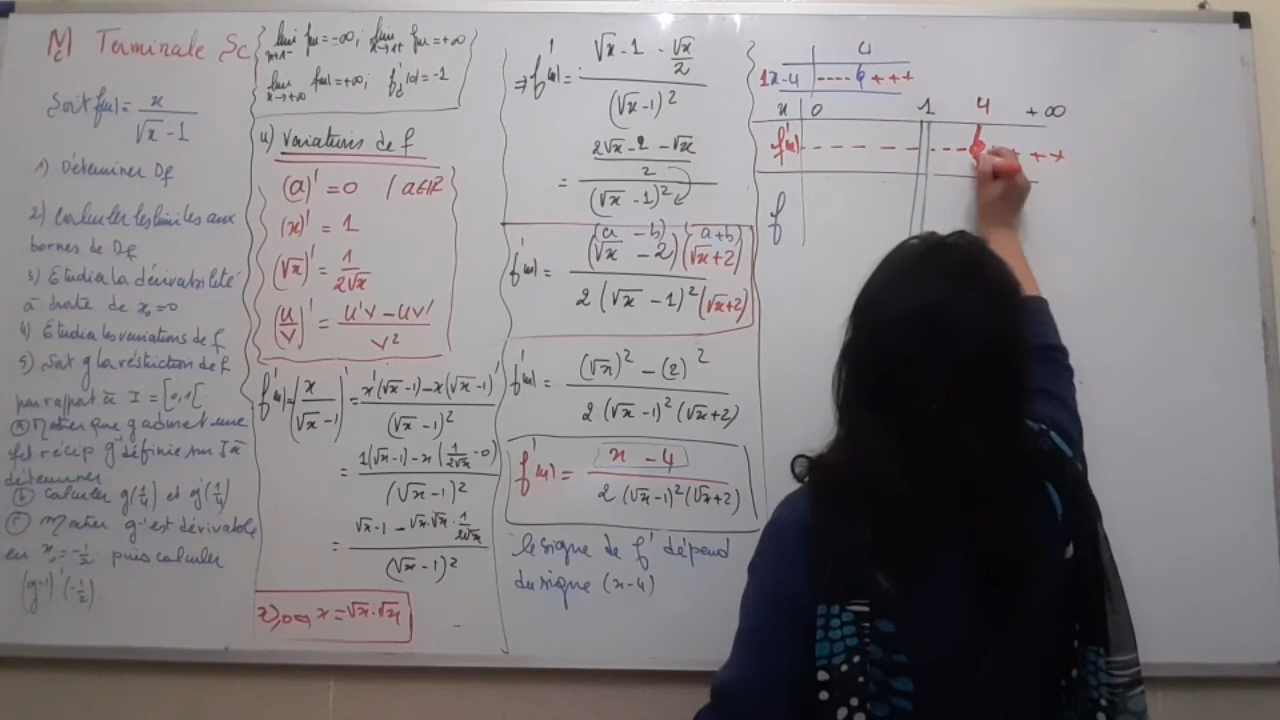 Terminale Sc
Soit f(x) = x / (√x - 1)
1) Déterminer Df
2) Calculer les limites aux
bornes de Df
3) Etudier la dérivabilité
à droite de x₀=0
4) Etudier les variations de f
5) Soit g la réstriction de f
par rapport à I = [0,1[.
a) Montrer que g admet une
fct récip g⁻¹ définie sur J à
déterminer
b) Calculer g(1/4) et g'(1/4)
c) Montrer g⁻¹ est dérivable
en x₀ = -1/2 puis calculer
(g⁻¹)'(-1/2)
lim x→1⁻ f(x) = -∞, lim x→1⁺ f(x) = +∞
lim x→+∞ f(x) = +∞; f'd(0) = -1
4) Variations de f
(a)' = 0 / a∈IR
(x)' = 1
(√x)' = 1/(2√x)
(u/v)' = (u'v - uv')/v²
f'(x) = (x/(√x-1))' = (x'(√x-1) - x(√x-1)')/(√x-1)²
= (1(√x-1) - x(1/(2√x) - 0))/(√x-1)²
= (√x-1 - √x·√x·1/(2√x))/(√x-1)²
x = √x·√x
⇒ f'(x) = (√x - 1 - √x/2)/(√x-1)²
= ((2√x - 2 - √x)/2)/(√x-1)²
(a - b) (a+b)
f'(x) = (√x - 2)(√x+2)/(2(√x-1)²(√x+2))
f'(x) = ((√x)² - (2)²)/(2(√x-1)²(√x+2))
f'(x) = (x - 4)/(2(√x-1)²(√x+2))
le signe de f' dépend
du signe (x-4)
4
1x-4 | ---- 0 +++
x | 0 1 4 +∞
f'(x) | - - - - - - || - - - 0 + + + +
f